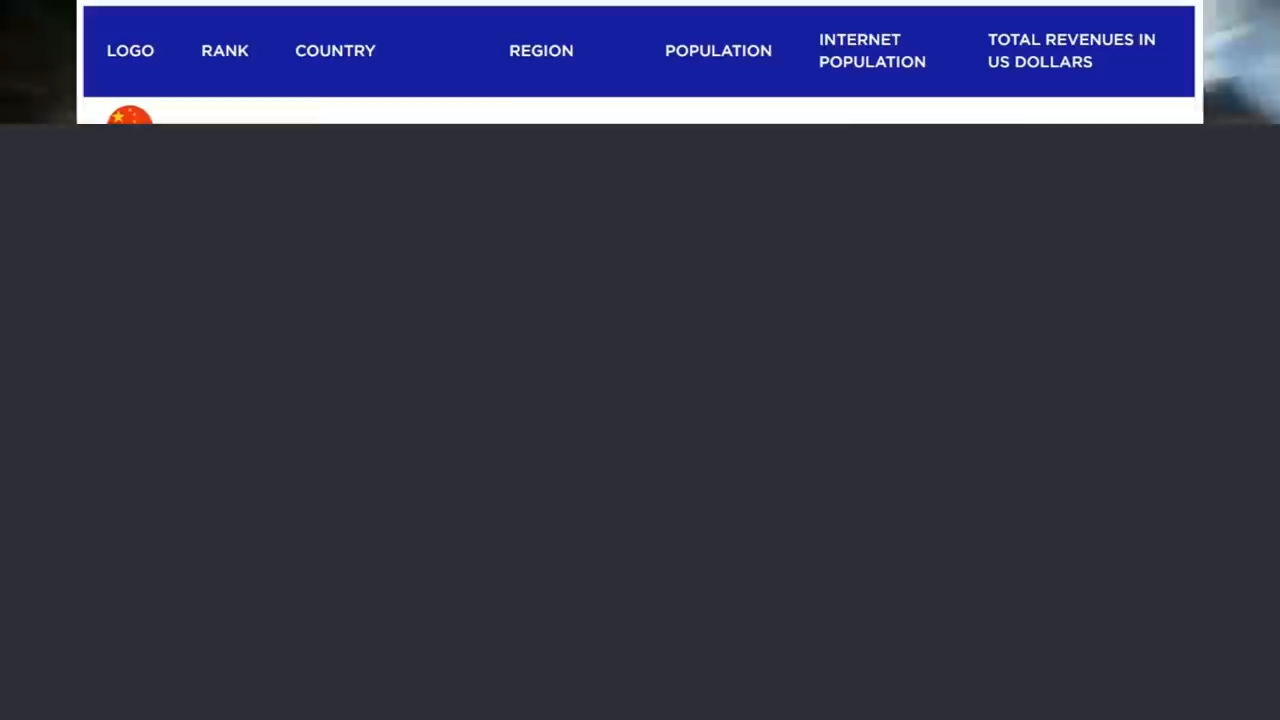 LOGO RANK COUNTRY REGION POPULATION INTERNET POPULATION TOTAL REVENUES IN US DOLLARS